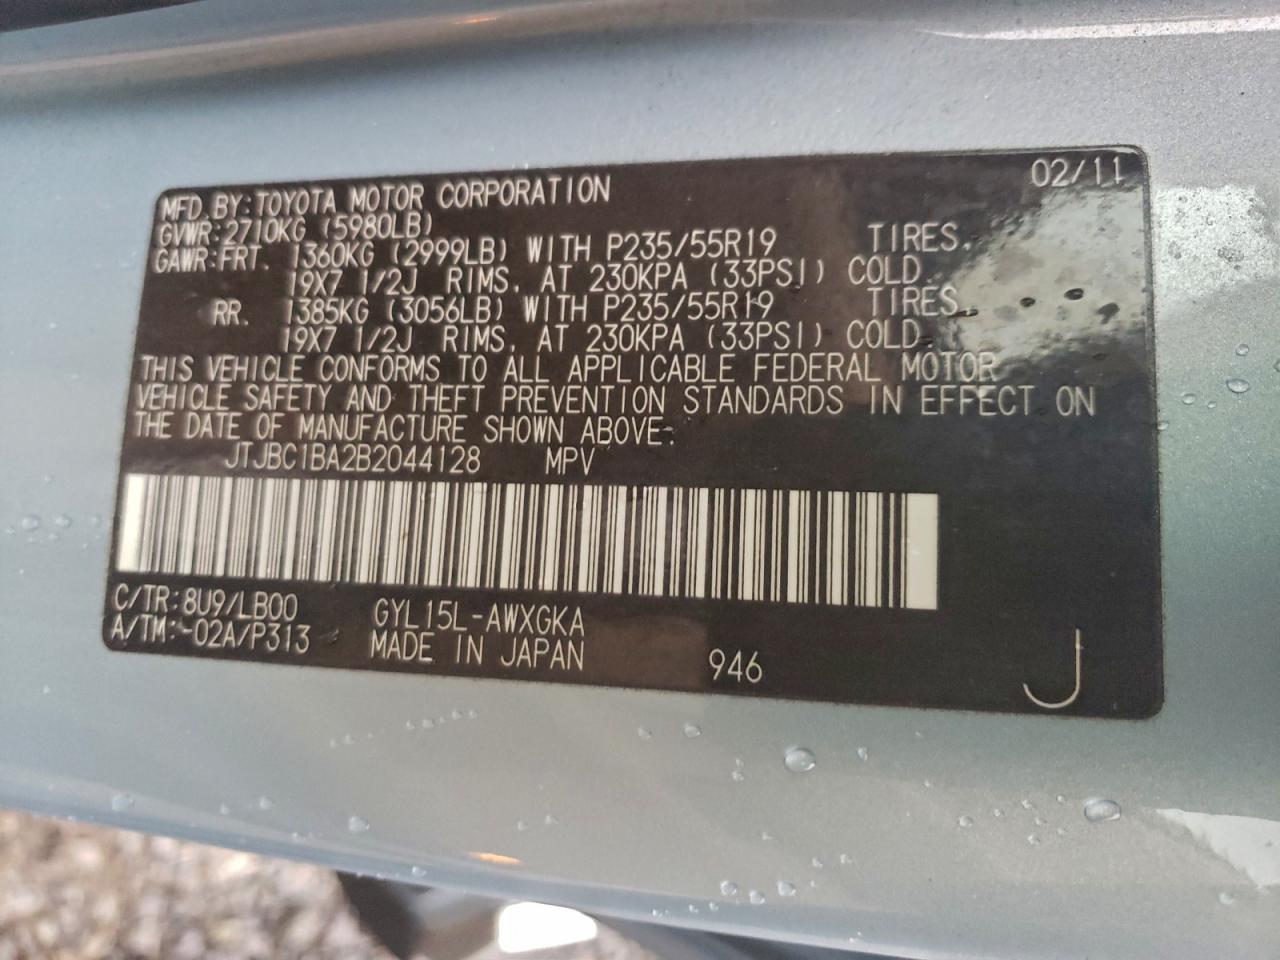 02/11
MFD.BY:TOYOTA MOTOR CORPORATION
GVWR:2710KG (5980LB)
GAWR:FRT. 1360KG (2999LB) WITH P235/55R19 TIRES,
19X7 1/2J RIMS, AT 230KPA (33PSI) COLD.
RR. 1385KG (3056LB) WITH P235/55R19 TIRES,
19X7 1/2J RIMS, AT 230KPA (33PSI) COLD.
THIS VEHICLE CONFORMS TO ALL APPLICABLE FEDERAL MOTOR
VEHICLE SAFETY AND THEFT PREVENTION STANDARDS IN EFFECT ON
THE DATE OF MANUFACTURE SHOWN ABOVE.
JTJBC1BA2B2044128 MPV
C/TR:8U9/LB00 GYL15L-AWXGKA
A/TM:-02A/P313 MADE IN JAPAN 946 J